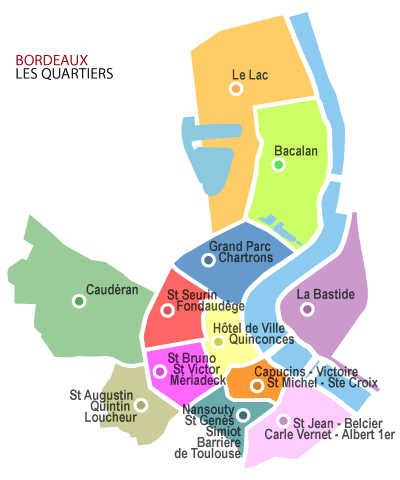 BORDEAUX
LES QUARTIERS
Le Lac
Bacalan
Grand Parc
Chartrons
Caudéran
St Seurin
Fondaudège
La Bastide
Hôtel de Ville
Quinconces
St Bruno
St Victor
Mériadeck
Capucins - Victoire
St Michel - Ste Croix
St Augustin
Quintin
Loucheur
Nansouty
St Genès
Simiot
Barrière
de Toulouse
St Jean - Belcier
Carle Vernet - Albert 1er